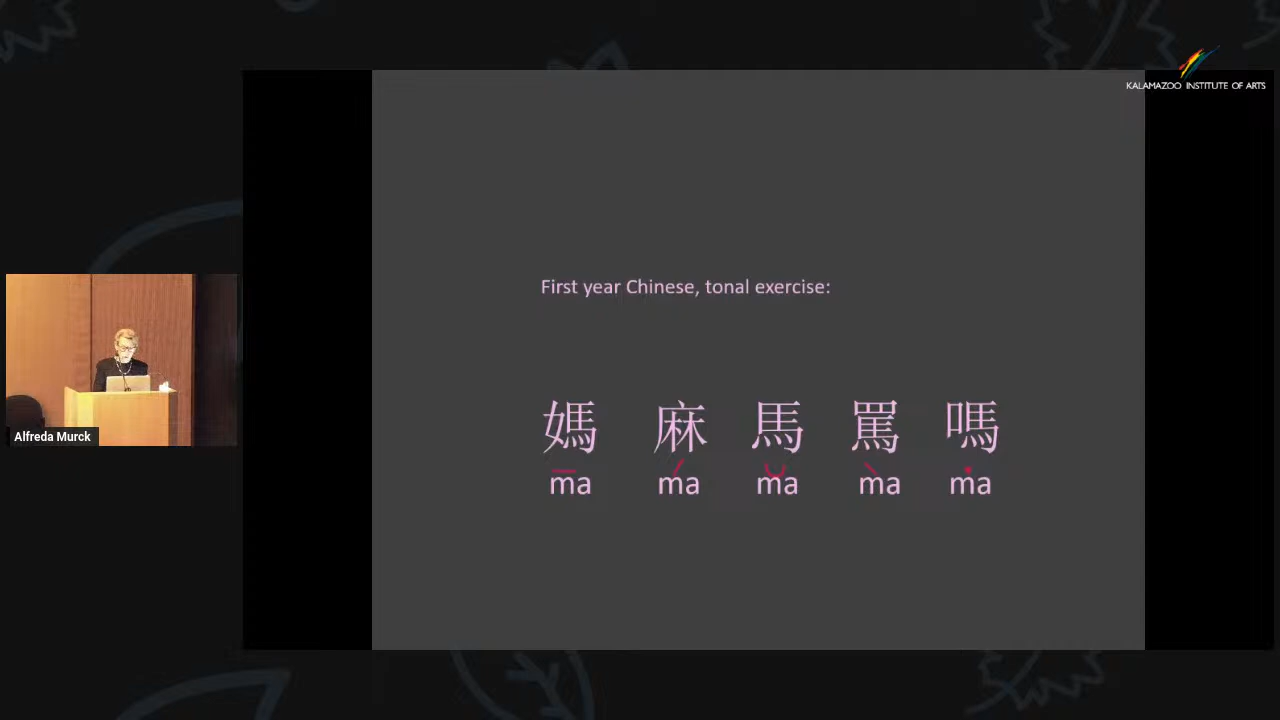 KALAMAZOO INSTITUTE OF ARTS
First year Chinese, tonal exercise:
媽 麻 馬 罵 嗎
ma ma ma ma ma
Alfreda Murck